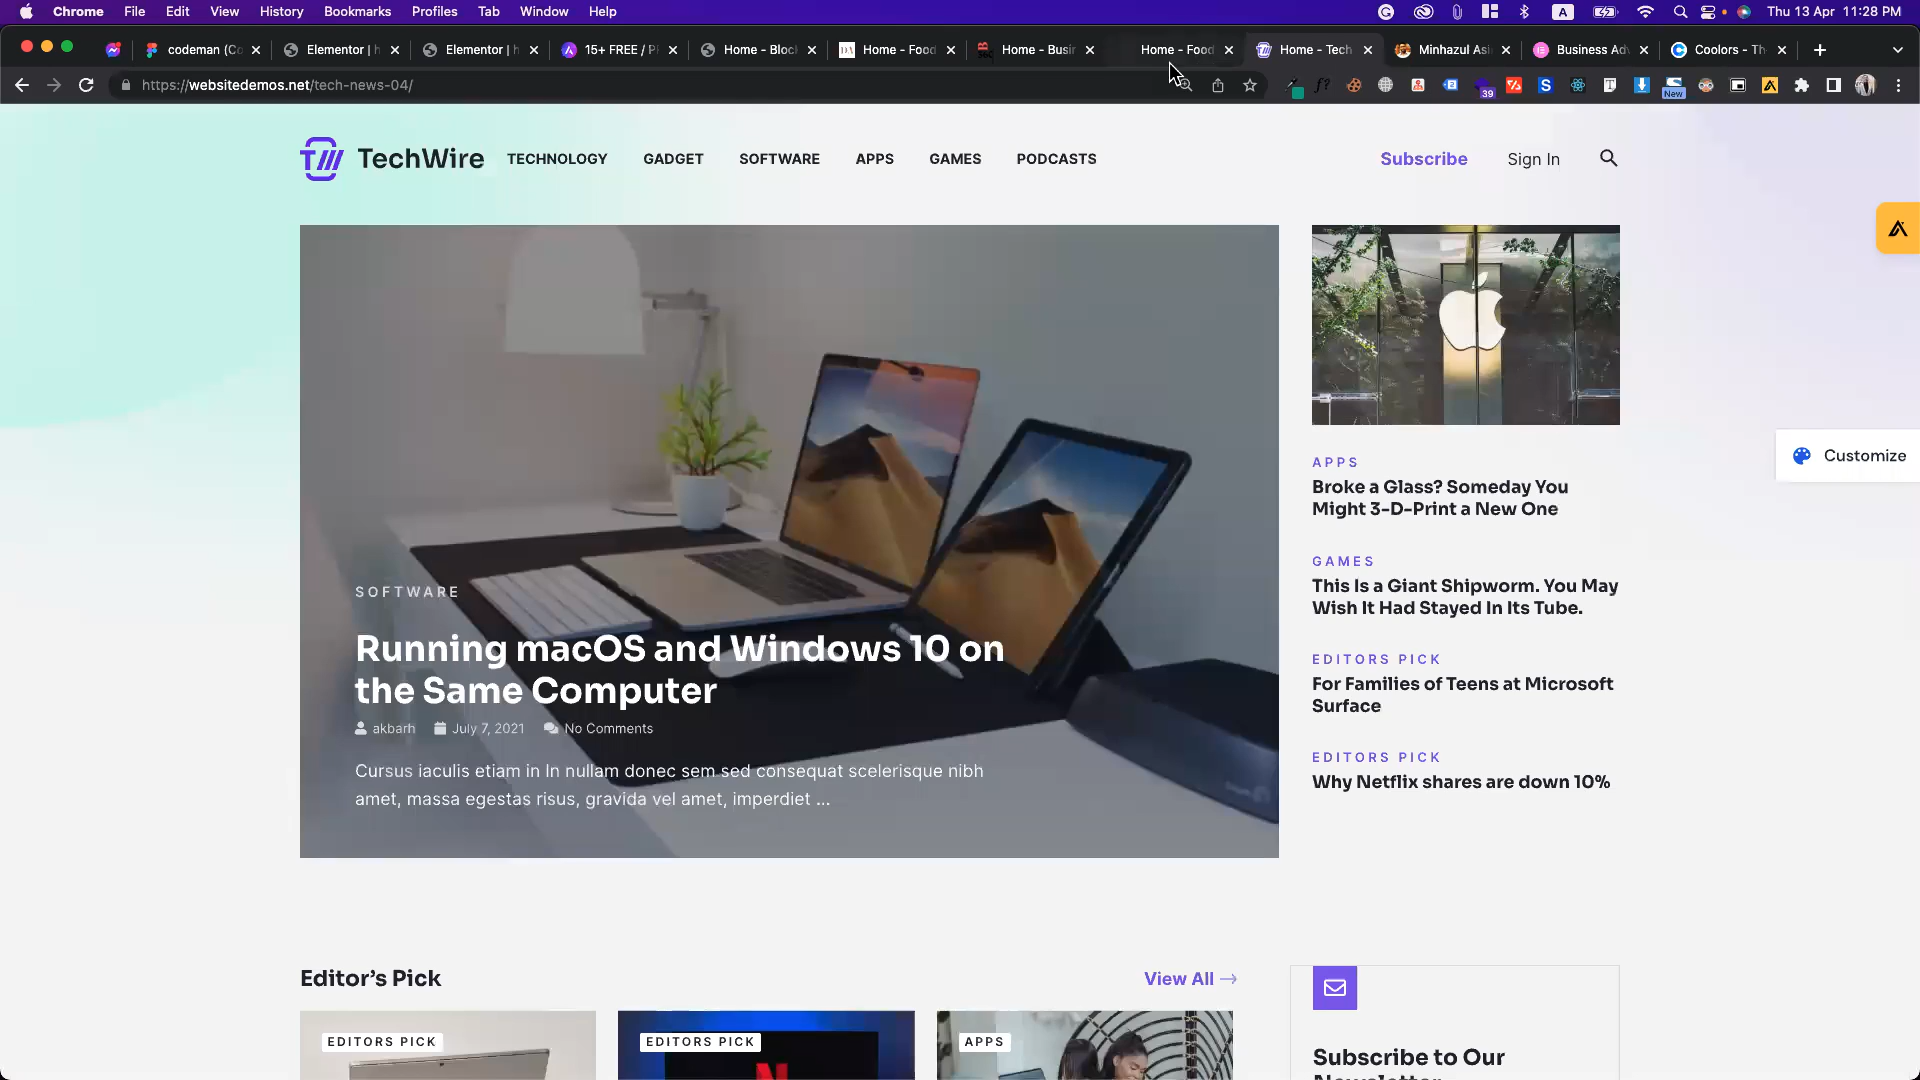 Chrome File Edit View History Bookmarks Profiles Tab Window Help
A
Thu 13 Apr 11:28 PM
codeman (Co
Elementor | h
Elementor | h
15+ FREE / P
Home - Bloc
Home - Food
Home - Busin
Home - Food
Home - Tech
Minhazul Asi
Business Adv
Coolors - Th
https://websitedemos.net/tech-news-04/
f?
39
S
T
New
TechWire
TECHNOLOGY GADGET SOFTWARE APPS GAMES PODCASTS
Subscribe Sign In
SOFTWARE
Running macOS and Windows 10 on
the Same Computer
akbarh July 7, 2021 No Comments
Cursus iaculis etiam in In nullam donec sem sed consequat scelerisque nibh
amet, massa egestas risus, gravida vel amet, imperdiet ...
APPS
Broke a Glass? Someday You
Might 3-D-Print a New One
GAMES
This Is a Giant Shipworm. You May
Wish It Had Stayed In Its Tube.
EDITORS PICK
For Families of Teens at Microsoft
Surface
EDITORS PICK
Why Netflix shares are down 10%
Customize
Editor’s Pick
View All →
EDITORS PICK
EDITORS PICK
APPS
Subscribe to Our
Newsletter